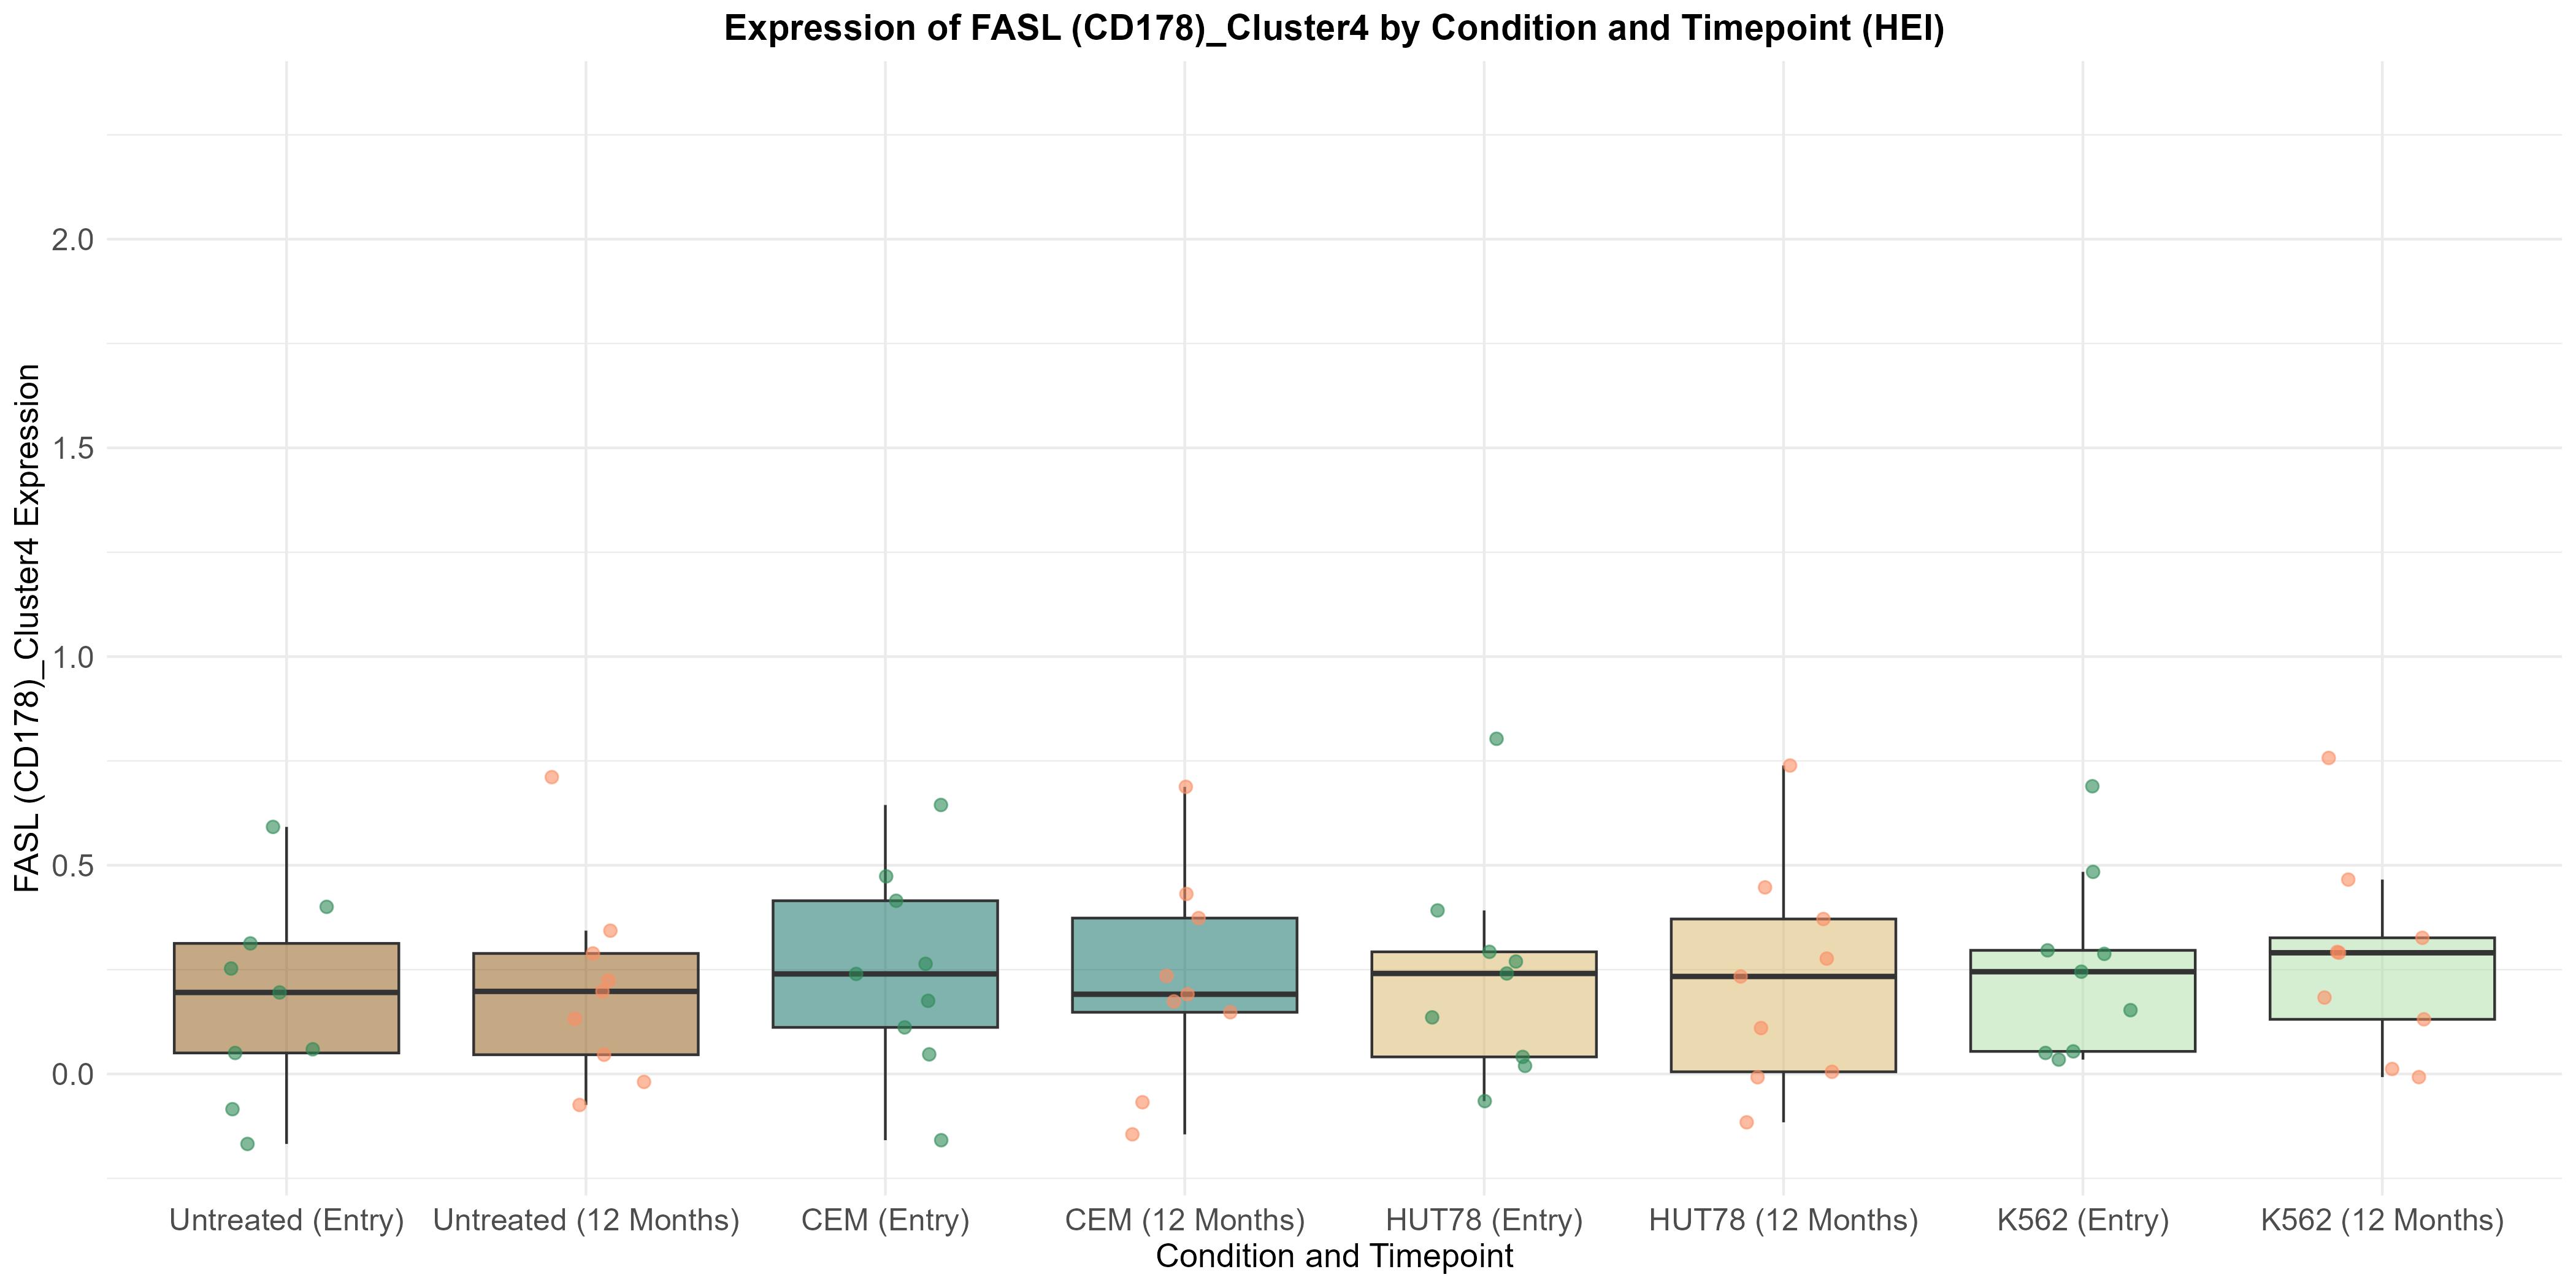 Expression of FASL (CD178)_Cluster4 by Condition and Timepoint (HEI)
FASL (CD178)_Cluster4 Expression
2.0
1.5
1.0
0.5
0.0
Untreated (Entry) Untreated (12 Months) CEM (Entry) CEM (12 Months) HUT78 (Entry) HUT78 (12 Months) K562 (Entry) K562 (12 Months)
Condition and Timepoint